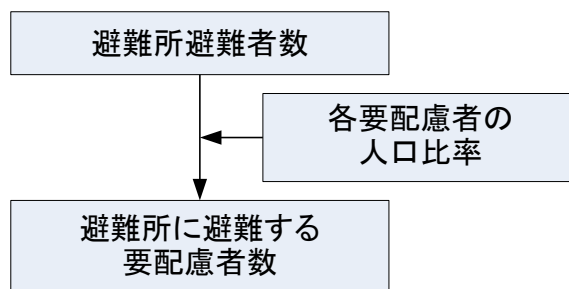 避難所避難者数
各要配慮者の
人口比率
避難所に避難する
要配慮者数